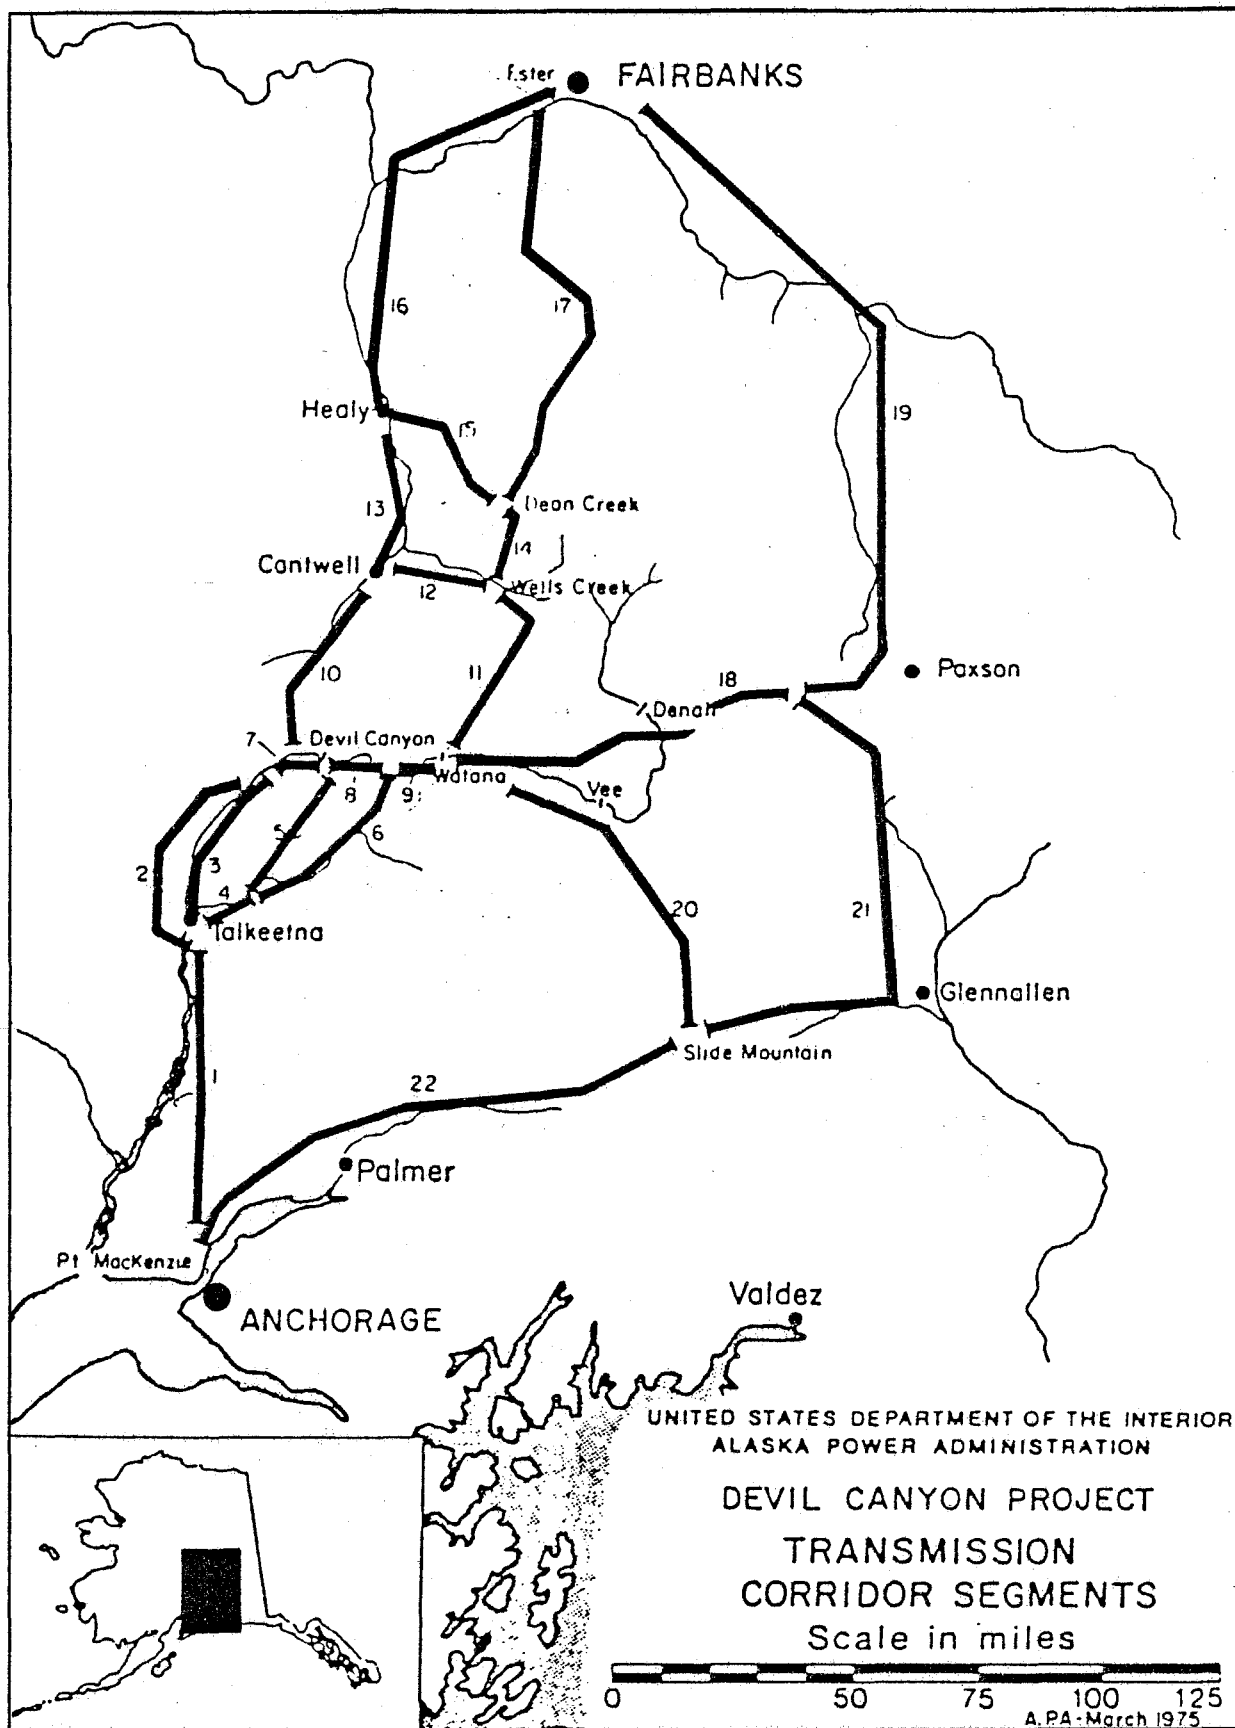 Ester
FAIRBANKS
16
17
Healy
19
15
Dean Creek
13
14
Cantwell
12
Wells Creek
10
11
18
Paxson
Denali
7
Devil Canyon
8
9
Watana
Vee
5
6
2
3
4
20
21
Talkeetna
Glennallen
Slide Mountain
1
22
Palmer
Pt. MacKenzie
ANCHORAGE
Valdez
UNITED STATES DEPARTMENT OF THE INTERIOR
ALASKA POWER ADMINISTRATION
DEVIL CANYON PROJECT
TRANSMISSION
CORRIDOR SEGMENTS
Scale in miles
0 50 75 100 125
A.P.A.-March 1975